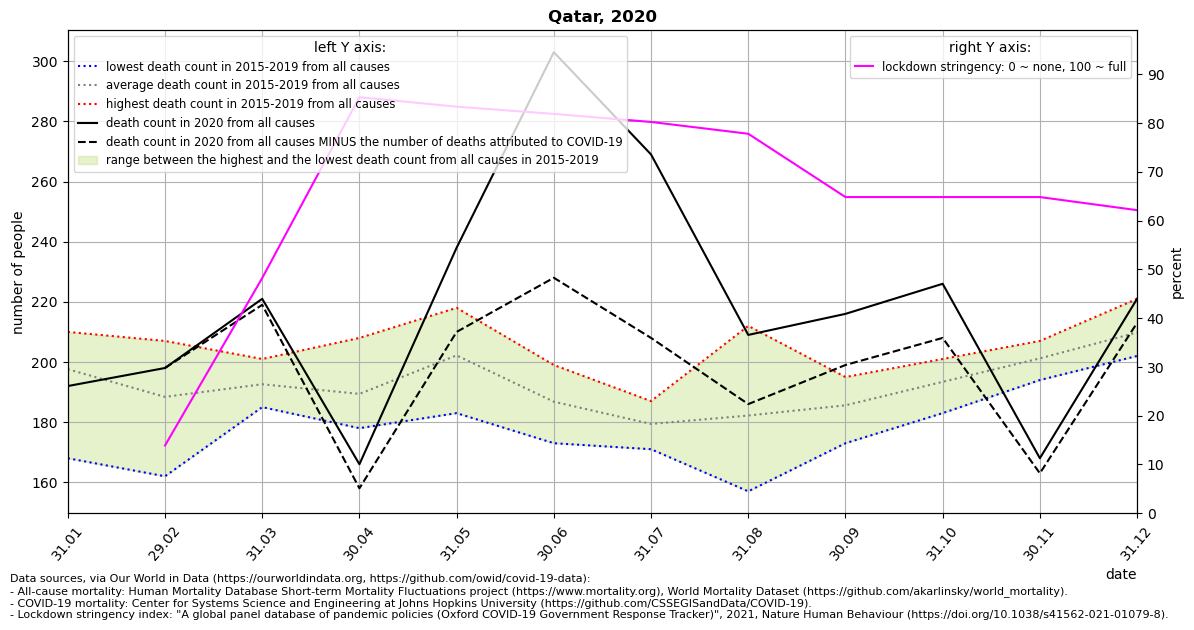 Qatar, 2020
left Y axis:
lowest death count in 2015-2019 from all causes
average death count in 2015-2019 from all causes
highest death count in 2015-2019 from all causes
death count in 2020 from all causes
death count in 2020 from all causes MINUS the number of deaths attributed to COVID-19
range between the highest and the lowest death count from all causes in 2015-2019
right Y axis:
lockdown stringency: 0 ~ none, 100 ~ full
number of people
300
280
260
240
220
200
180
160
percent
90
80
70
60
50
40
30
20
10
0
31.01
29.02
31.03
30.04
31.05
30.06
31.07
31.08
30.09
31.10
30.11
31.12
date
Data sources, via Our World in Data (https://ourworldindata.org, https://github.com/owid/covid-19-data):
- All-cause mortality: Human Mortality Database Short-term Mortality Fluctuations project (https://www.mortality.org), World Mortality Dataset (https://github.com/akarlinsky/world_mortality).
- COVID-19 mortality: Center for Systems Science and Engineering at Johns Hopkins University (https://github.com/CSSEGISandData/COVID-19).
- Lockdown stringency index: "A global panel database of pandemic policies (Oxford COVID-19 Government Response Tracker)", 2021, Nature Human Behaviour (https://doi.org/10.1038/s41562-021-01079-8).